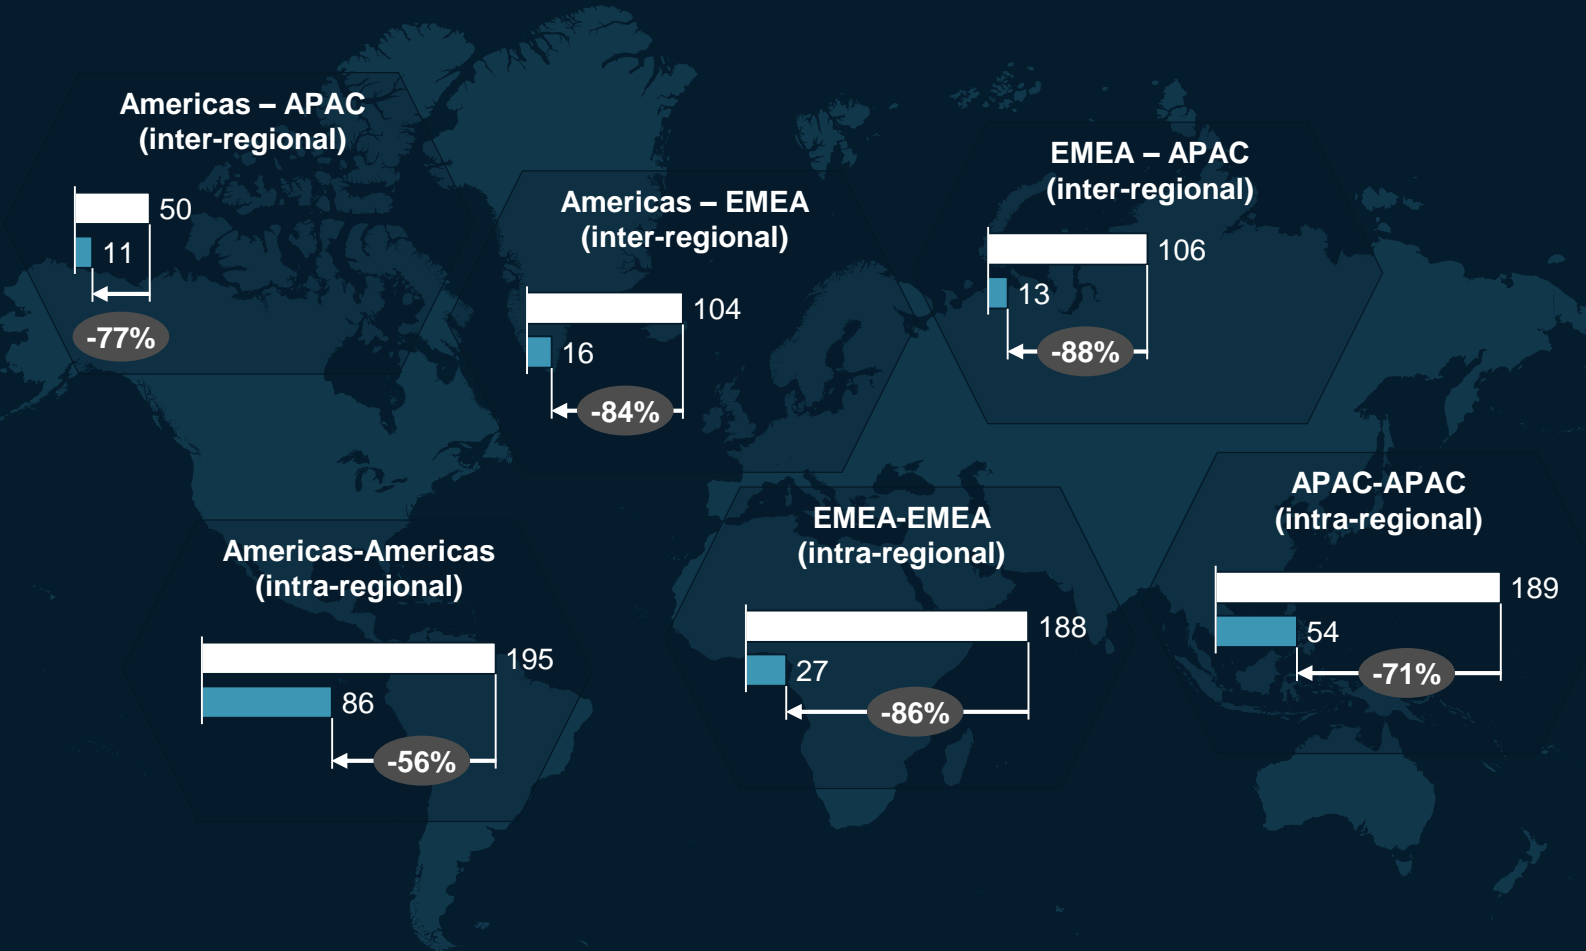 Americas – APAC
(inter-regional)
50
11
-77%
Americas – EMEA
(inter-regional)
104
16
-84%
EMEA – APAC
(inter-regional)
106
13
-88%
Americas-Americas
(intra-regional)
195
86
-56%
EMEA-EMEA
(intra-regional)
188
27
-86%
APAC-APAC
(intra-regional)
189
54
-71%